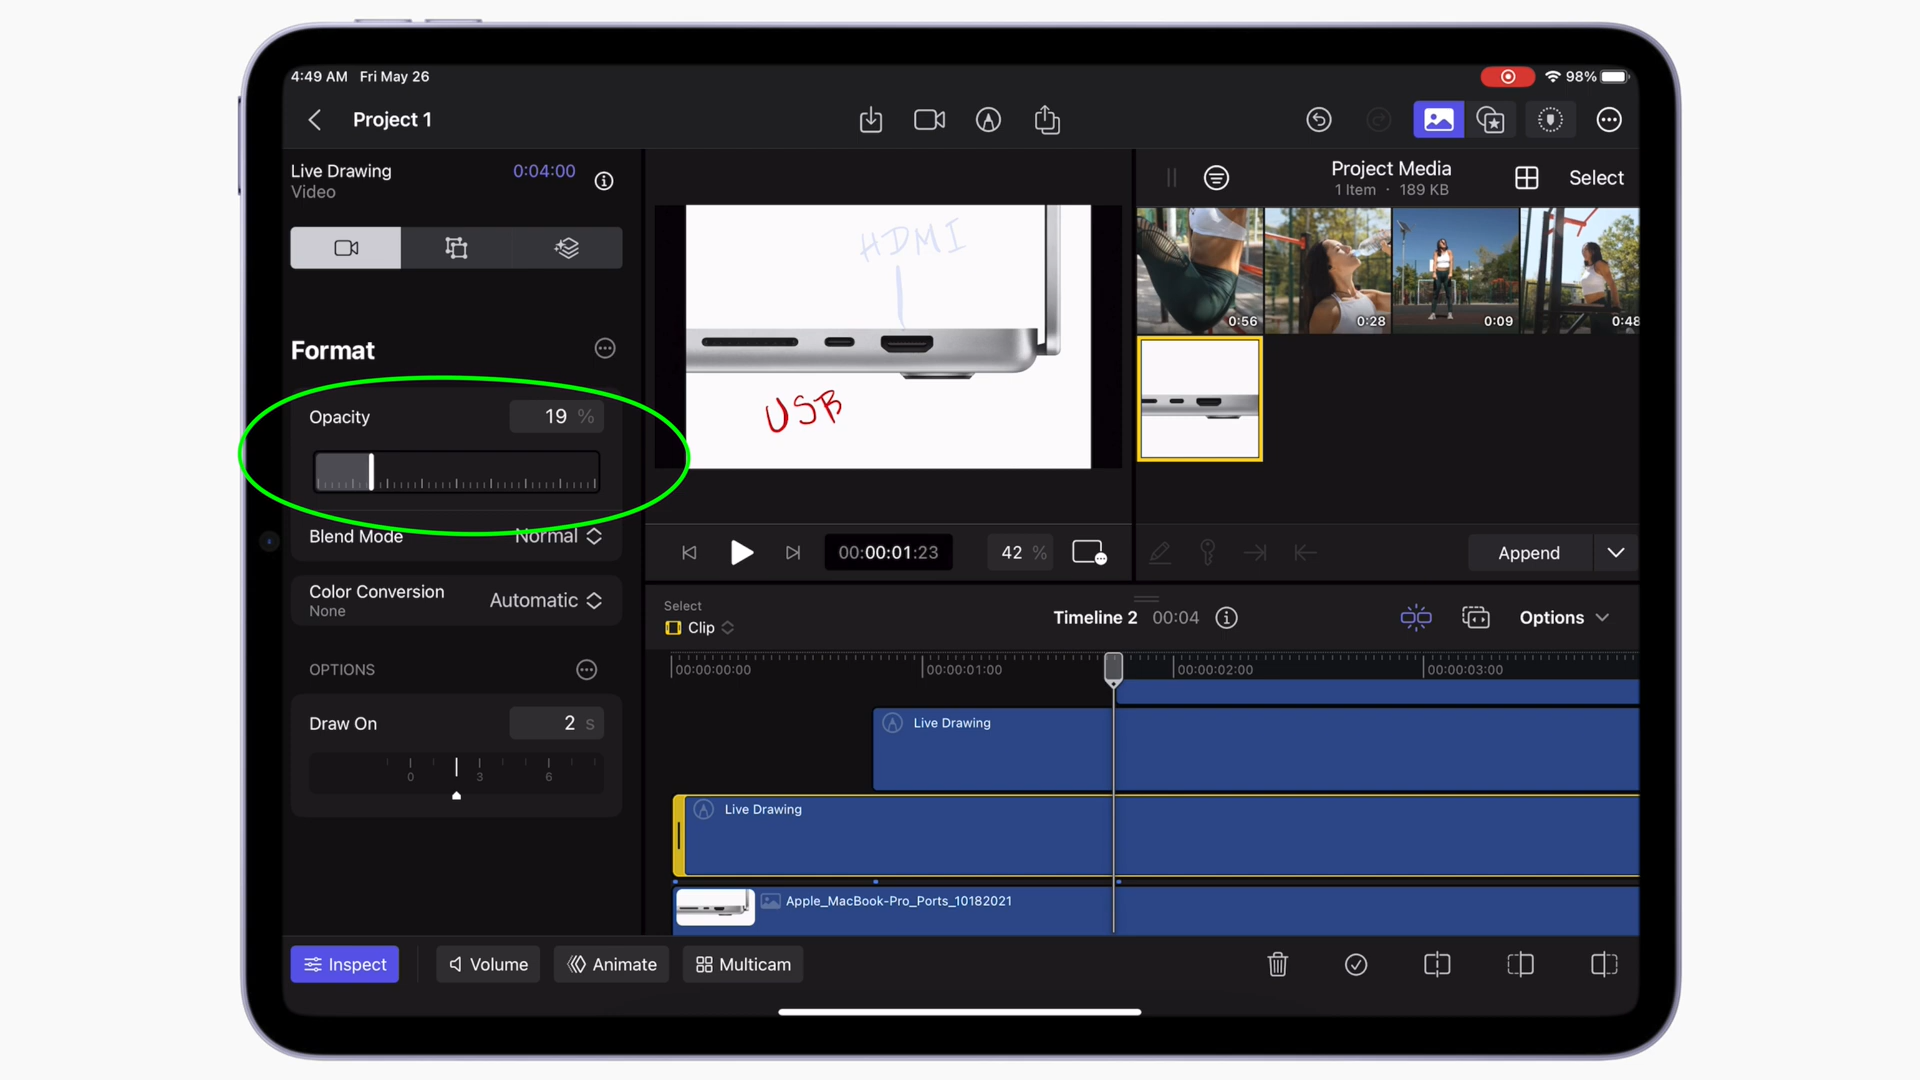 4:49 AM Fri May 26
98%
Project 1
Live Drawing
0:04:00
Video
Project Media
1 Item · 189 KB
Select
HDMI
USB
0:56
0:28
0:09
0:48
Format
Opacity
19 %
Blend Mode
Normal
Color Conversion
None
Automatic
OPTIONS
Draw On
2 s
0
3
6
00:00:01:23
42 %
Append
Select
Clip
Timeline 2 00:04
Options
00:00:00:00
00:00:01:00
00:00:02:00
00:00:03:00
Live Drawing
Live Drawing
Apple_MacBook-Pro_Ports_10182021
Inspect
Volume
Animate
Multicam